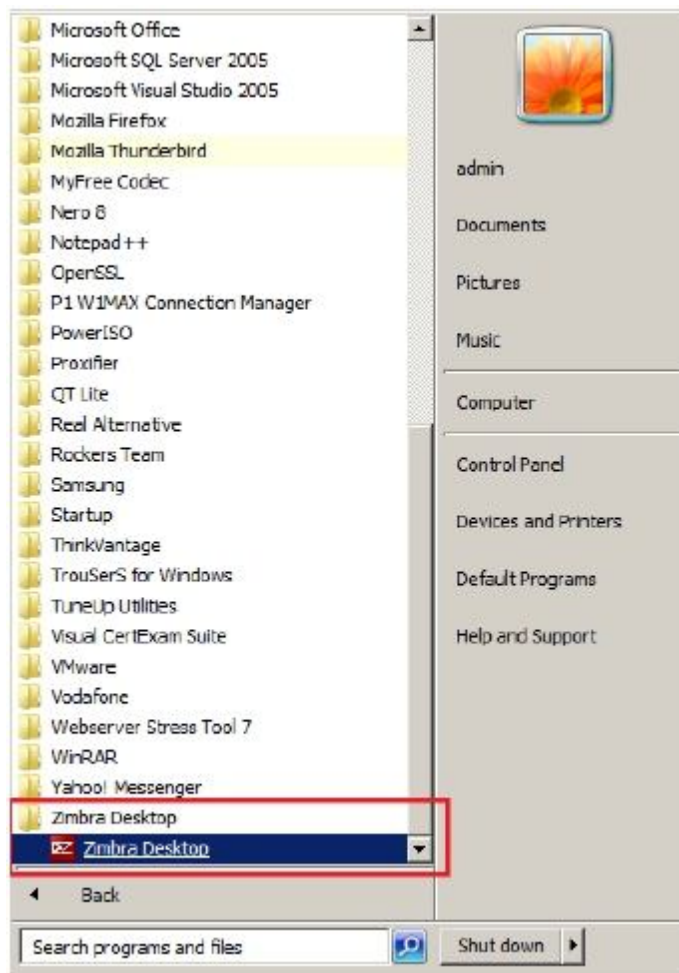 Microsoft Office
Microsoft SQL Server 2005
Microsoft Visual Studio 2005
Mozilla Firefox
Mozilla Thunderbird
MyFree Codec
Nero 8
Notepad++
OpenSSL
P1 W1MAX Connection Manager
PowerISO
Proxifier
QT Lite
Real Alternative
Rockers Team
Samsung
Startup
ThinkVantage
TrouSerS for Windows
TuneUp Utilities
Visual CertExam Suite
VMware
Vodafone
Webserver Stress Tool 7
WinRAR
Yahoo! Messenger
Zimbra Desktop
Zimbra Desktop
Back
Search programs and files
admin
Documents
Pictures
Music
Computer
Control Panel
Devices and Printers
Default Programs
Help and Support
Shut down